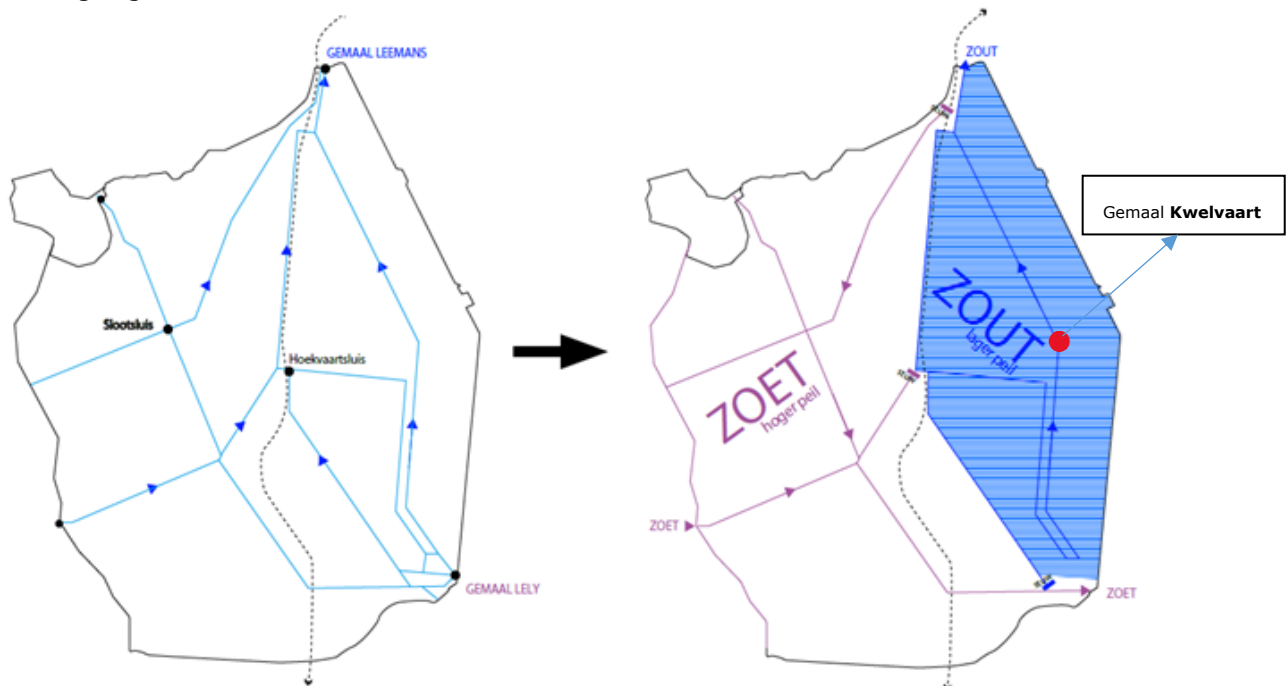 GEMAAL LEEMANS
Slootsluis
Hoekvaartsluis
GEMAAL LELY
ZOUT
Gemaal Kwelvaart
ZOUT
lager peil
ZOET
hoger peil
ZOET
ZOET